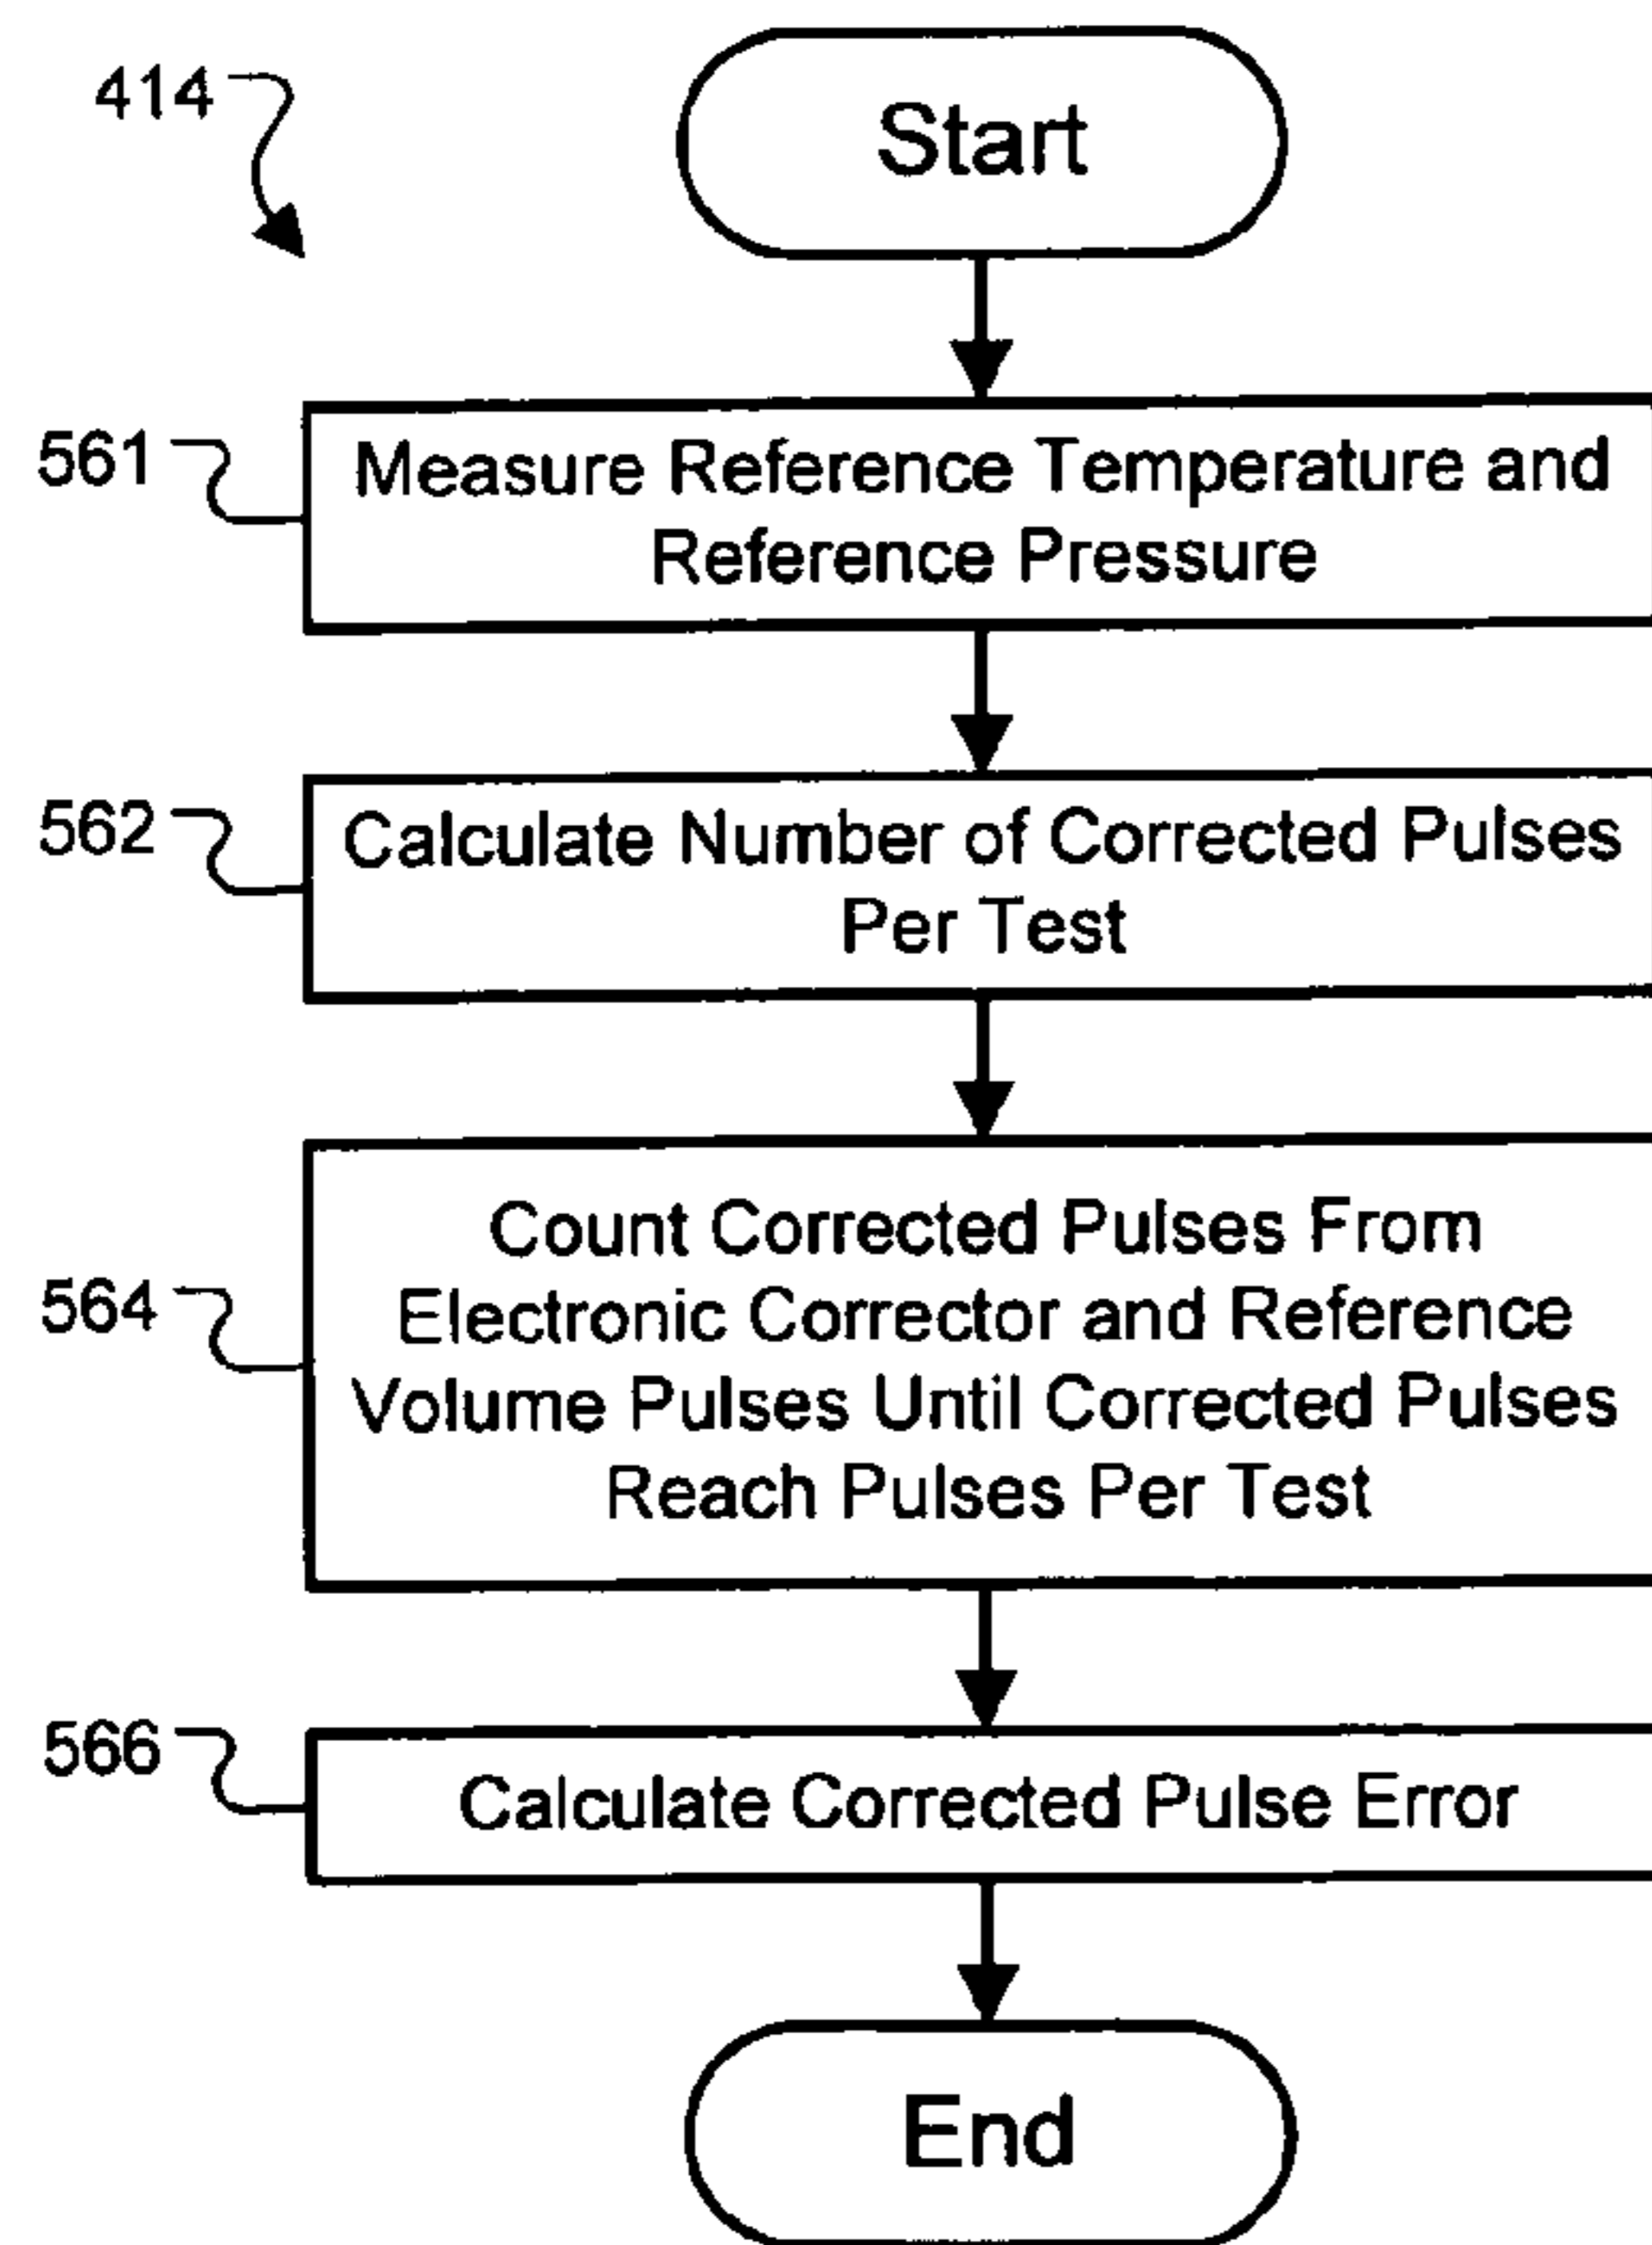 414
Start
561
Measure Reference Temperature and
Reference Pressure
562
Calculate Number of Corrected Pulses
Per Test
564
Count Corrected Pulses From
Electronic Corrector and Reference
Volume Pulses Until Corrected Pulses
Reach Pulses Per Test
566
Calculate Corrected Pulse Error
End